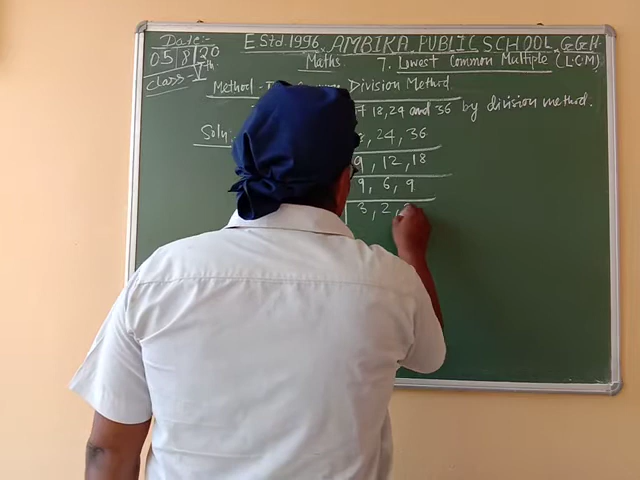 Date:-
05 | 8 | 20
class - V th
E Std. 1996. AMBIKA PUBLIC SCHOOL, G.G.H.
Maths 7. Lowest Common Multiple (L.C.M)
Method - Division Method
18, 24 and 36 by division method.
Soln:
, 24, 36
9, 12, 18
9, 6, 9
3, 2,